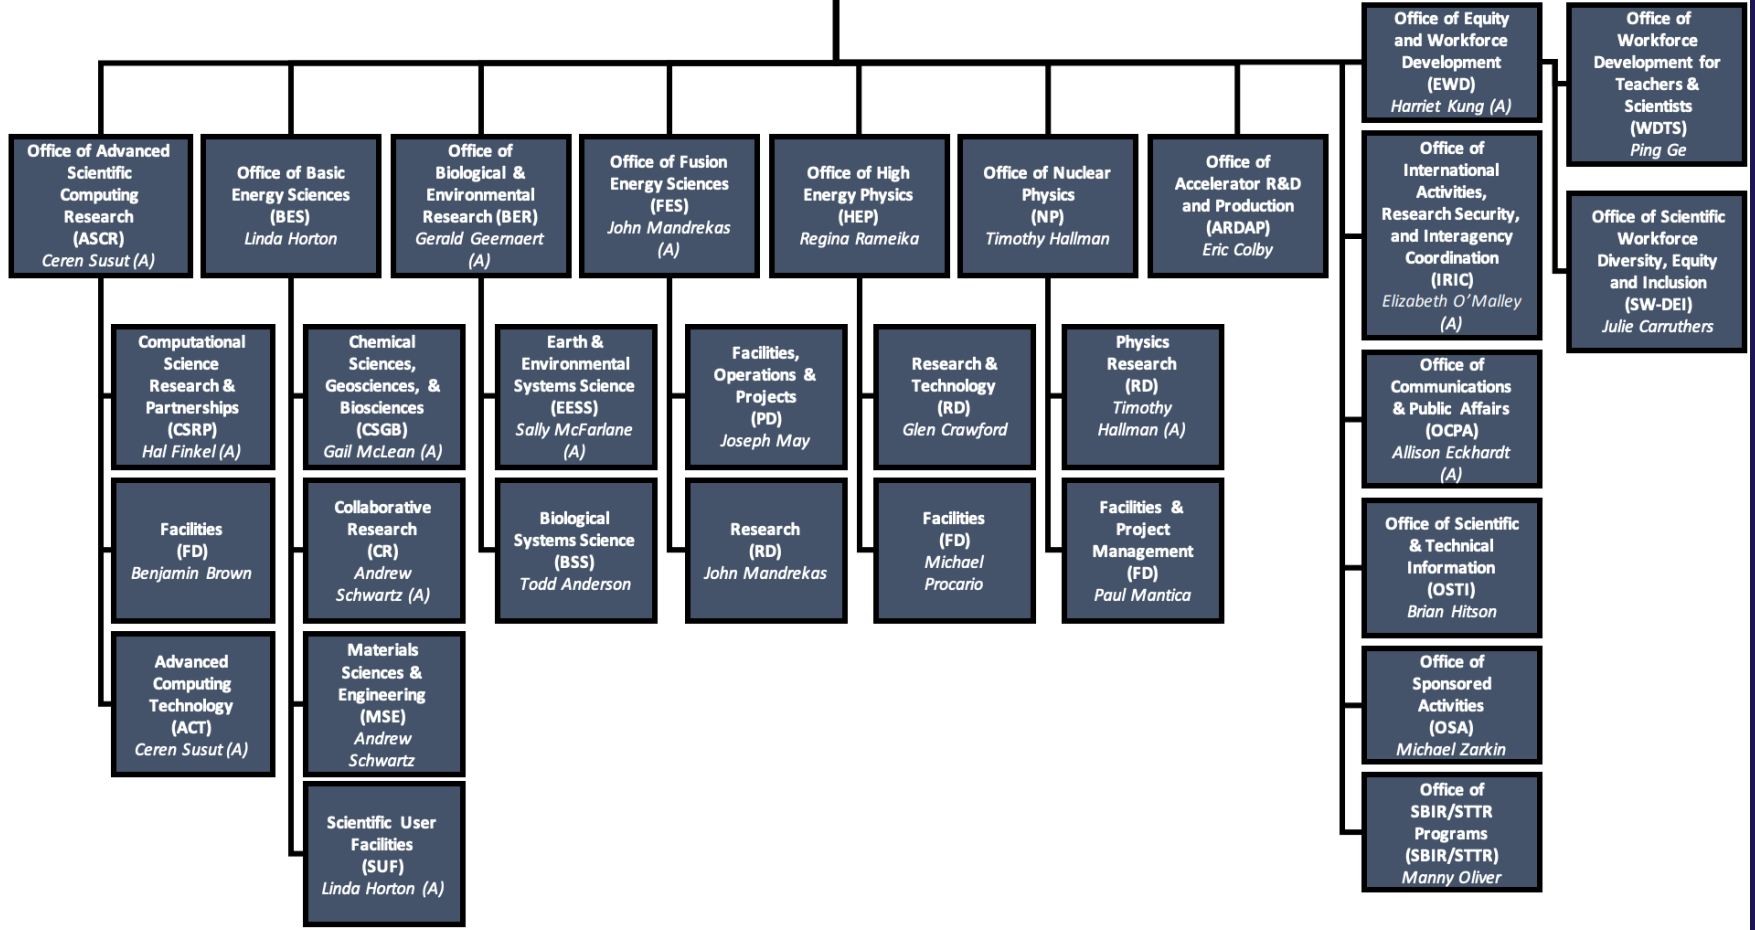 Office of Equity
and Workforce
Development
(EWD)
Harriet Kung (A)
Office of
Workforce
Development for
Teachers &
Scientists
(WDTS)
Ping Ge
Office of Advanced
Scientific
Computing
Research
(ASCR)
Ceren Susut (A)
Office of Basic
Energy Sciences
(BES)
Linda Horton
Office of
Biological &
Environmental
Research (BER)
Gerald Geernaert
(A)
Office of Fusion
Energy Sciences
(FES)
John Mandrekas
(A)
Office of High
Energy Physics
(HEP)
Regina Rameika
Office of Nuclear
Physics
(NP)
Timothy Hallman
Office of
Accelerator R&D
and Production
(ARDAP)
Eric Colby
Office of
International
Activities,
Research Security,
and Interagency
Coordination
(IRIC)
Elizabeth O’Malley
(A)
Office of Scientific
Workforce
Diversity, Equity
and Inclusion
(SW-DEI)
Julie Carruthers
Computational
Science
Research &
Partnerships
(CSRP)
Hal Finkel (A)
Chemical
Sciences,
Geosciences, &
Biosciences
(CSGB)
Gail McLean (A)
Earth &
Environmental
Systems Science
(EESS)
Sally McFarlane
(A)
Facilities,
Operations &
Projects
(PD)
Joseph May
Research &
Technology
(RD)
Glen Crawford
Physics
Research
(RD)
Timothy
Hallman (A)
Office of
Communications
& Public Affairs
(OCPA)
Allison Eckhardt
(A)
Facilities
(FD)
Benjamin Brown
Collaborative
Research
(CR)
Andrew
Schwartz (A)
Biological
Systems Science
(BSS)
Todd Anderson
Research
(RD)
John Mandrekas
Facilities
(FD)
Michael
Procario
Facilities &
Project
Management
(FD)
Paul Mantica
Office of Scientific
& Technical
Information
(OSTI)
Brian Hitson
Advanced
Computing
Technology
(ACT)
Ceren Susut (A)
Materials
Sciences &
Engineering
(MSE)
Andrew
Schwartz
Office of
Sponsored
Activities
(OSA)
Michael Zarkin
Scientific User
Facilities
(SUF)
Linda Horton (A)
Office of
SBIR/STTR
Programs
(SBIR/STTR)
Manny Oliver